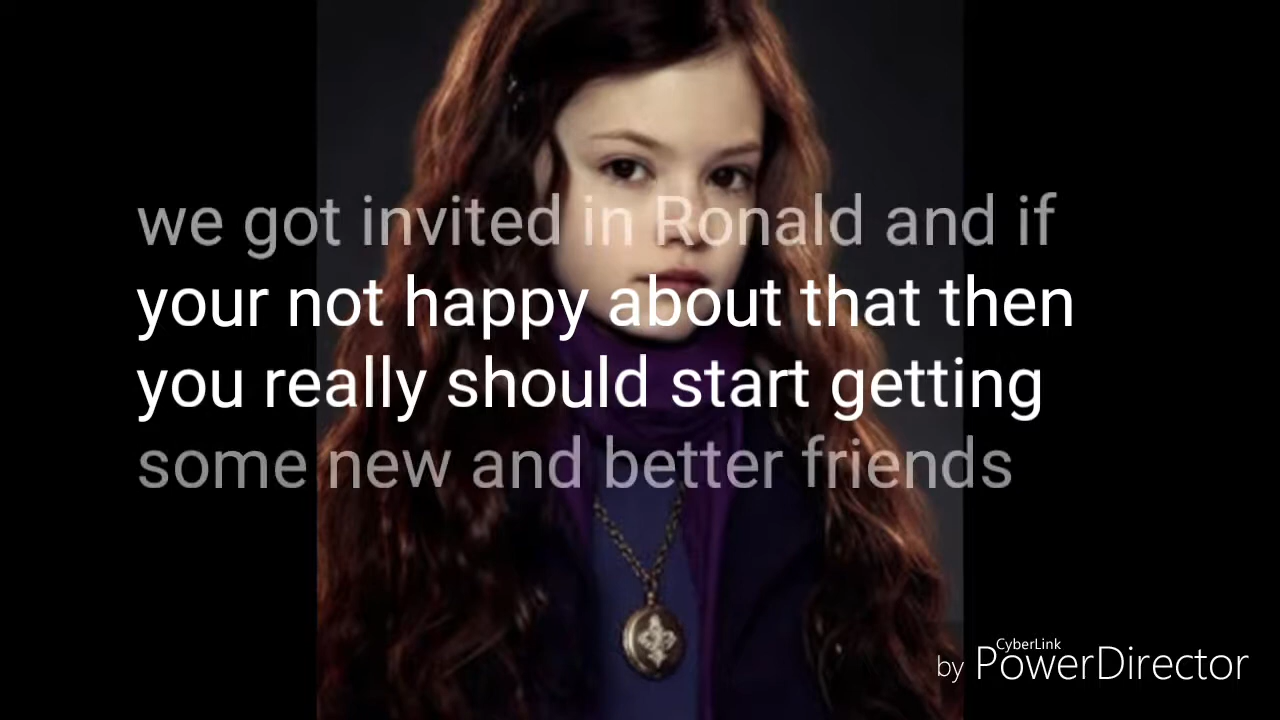 we got invited in Ronald and if
your not happy about that then
you really should start getting
some new and better friends
by CyberLink PowerDirector